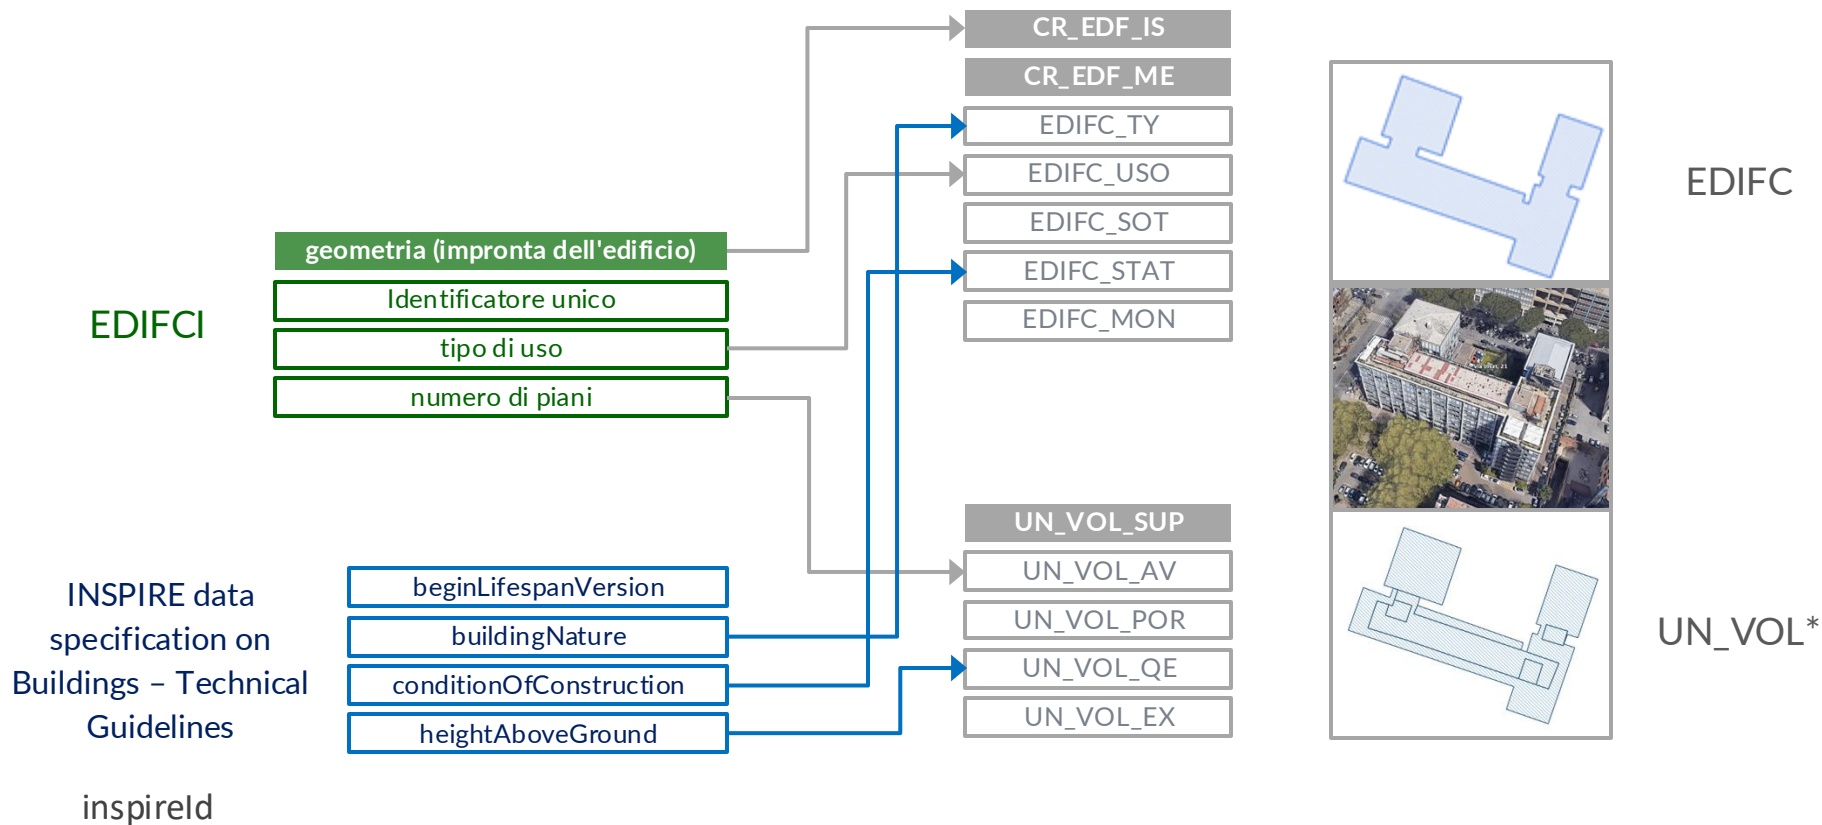 CR_EDF_IS
CR_EDF_ME
EDIFC_TY
EDIFC_USO
EDIFC_SOT
EDIFC_STAT
EDIFC_MON
EDIFC
geometria (impronta dell'edificio)
Identificatore unico
tipo di uso
numero di piani
EDIFCI
UN_VOL_SUP
UN_VOL_AV
UN_VOL_POR
UN_VOL_QE
UN_VOL_EX
UN_VOL*
INSPIRE data
specification on
Buildings – Technical
Guidelines
beginLifespanVersion
buildingNature
conditionOfConstruction
heightAboveGround
inspireId